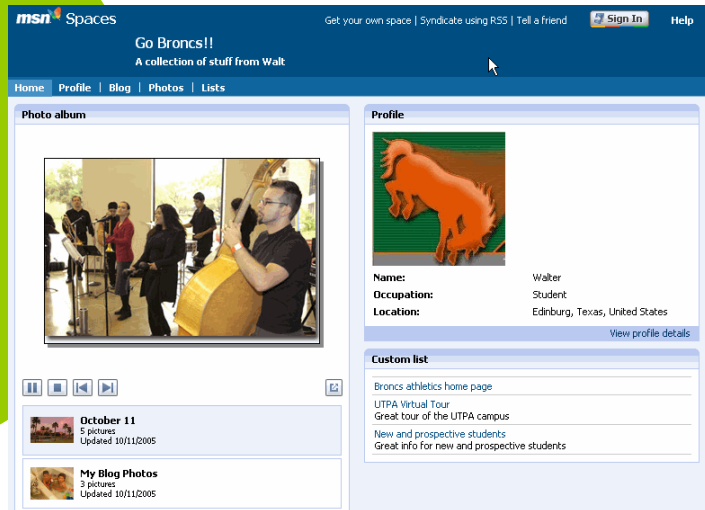 msn Spaces
Get your own space | Syndicate using RSS | Tell a friend
Sign In
Help
Go Broncs!!
A collection of stuff from Walt
Home Profile | Blog | Photos | Lists
Photo album
October 11
5 pictures
Updated 10/11/2005
My Blog Photos
3 pictures
Updated 10/11/2005
Profile
Name: Walter
Occupation: Student
Location: Edinburg, Texas, United States
View profile details
Custom list
Broncs athletics home page
UTPA Virtual Tour
Great tour of the UTPA campus
New and prospective students
Great info for new and prospective students